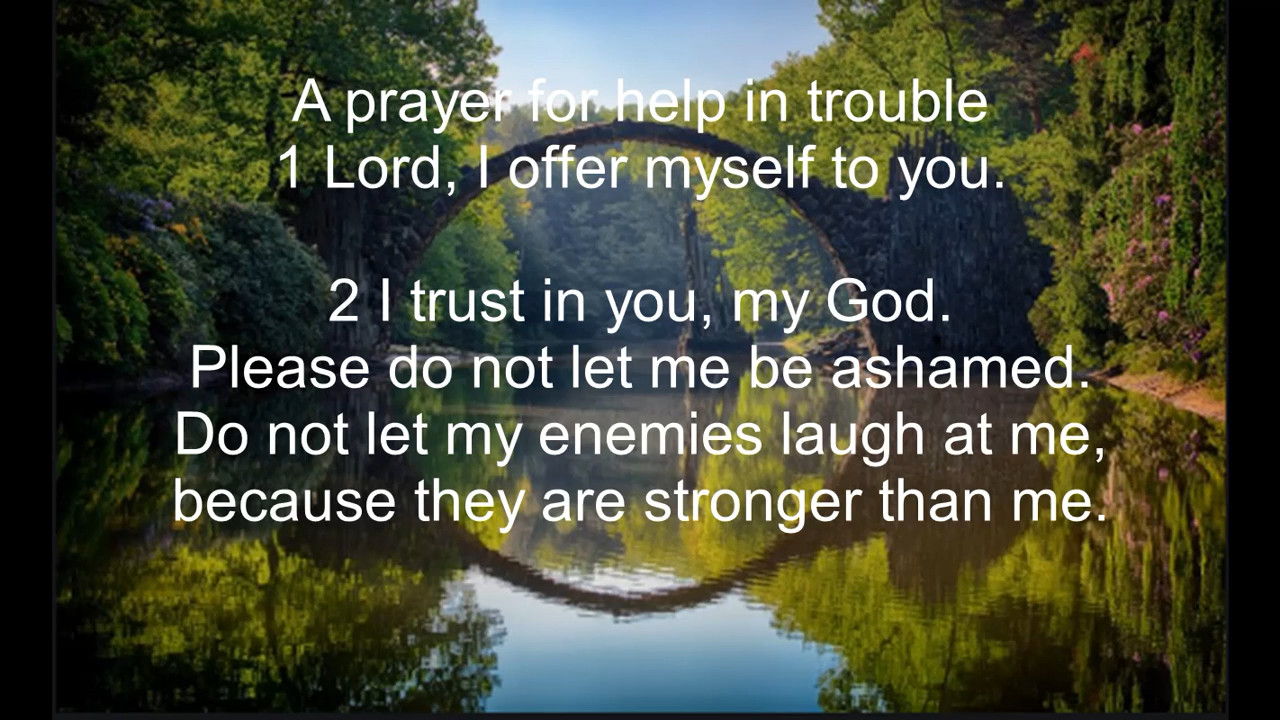 A prayer for help in trouble
1 Lord, I offer myself to you.
2 I trust in you, my God.
Please do not let me be ashamed.
Do not let my enemies laugh at me,
because they are stronger than me.